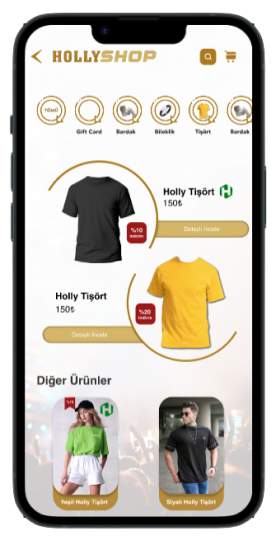 HOLLYSHOP
TÜMÜ
Gift Card
Bardak
Bileklik
Tişört
Bardak
Holly Tişört
150₺
%10
indirim
Detaylı İncele
%20
indirim
Holly Tişört
150₺
Detaylı İncele
Diğer Ürünler
Yeşil Holly Tişört
Siyah Holly Tişört